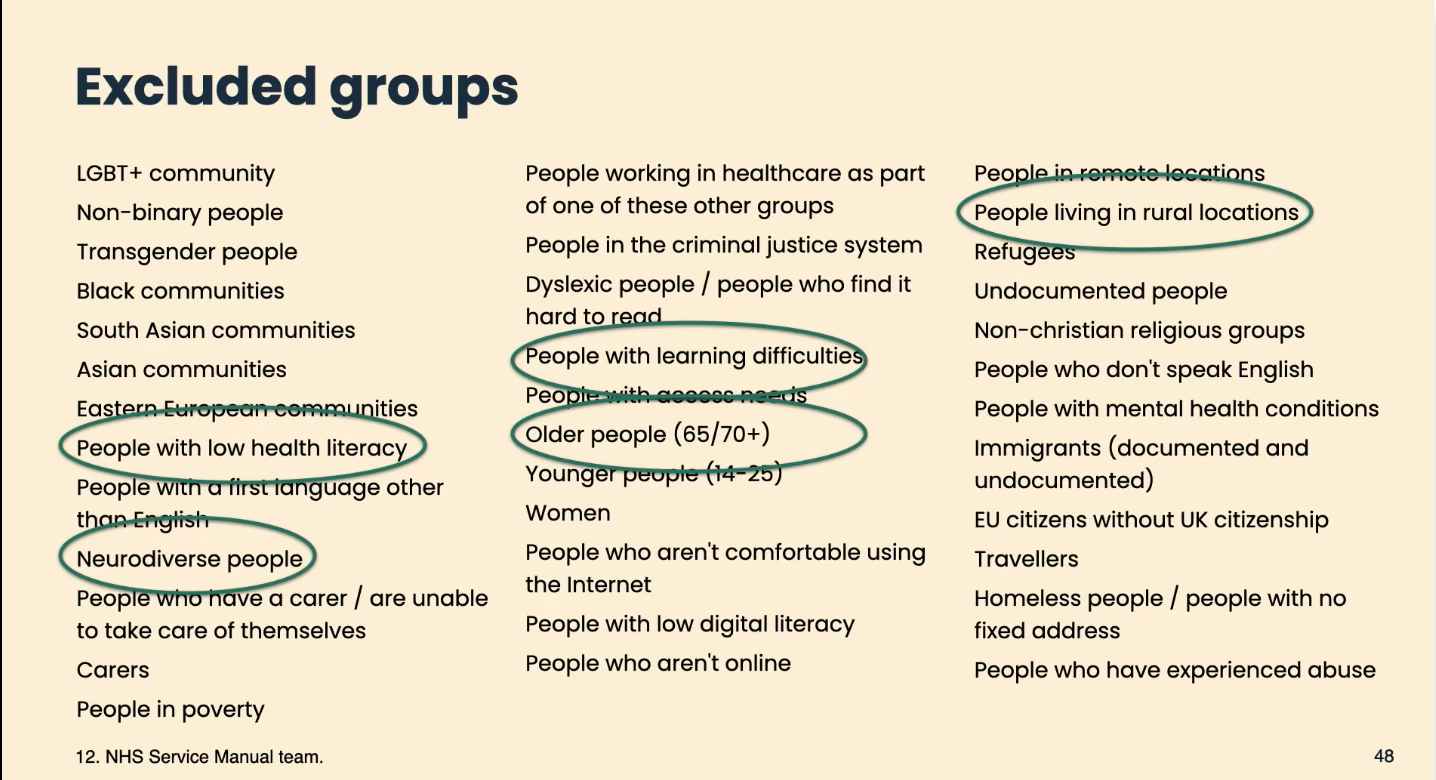 Excluded groups
LGBT+ community
Non-binary people
Transgender people
Black communities
South Asian communities
Asian communities
Eastern European communities
People with low health literacy
People with a first language other
than English
Neurodiverse people
People who have a carer / are unable
to take care of themselves
Carers
People in poverty
People working in healthcare as part
of one of these other groups
People in the criminal justice system
Dyslexic people / people who find it
hard to read
People with learning difficulties
People with access needs
Older people (65/70+)
Younger people (14-25)
Women
People who aren't comfortable using
the Internet
People with low digital literacy
People who aren't online
People in remote locations
People living in rural locations
Refugees
Undocumented people
Non-christian religious groups
People who don't speak English
People with mental health conditions
Immigrants (documented and
undocumented)
EU citizens without UK citizenship
Travellers
Homeless people / people with no
fixed address
People who have experienced abuse
12. NHS Service Manual team.
48